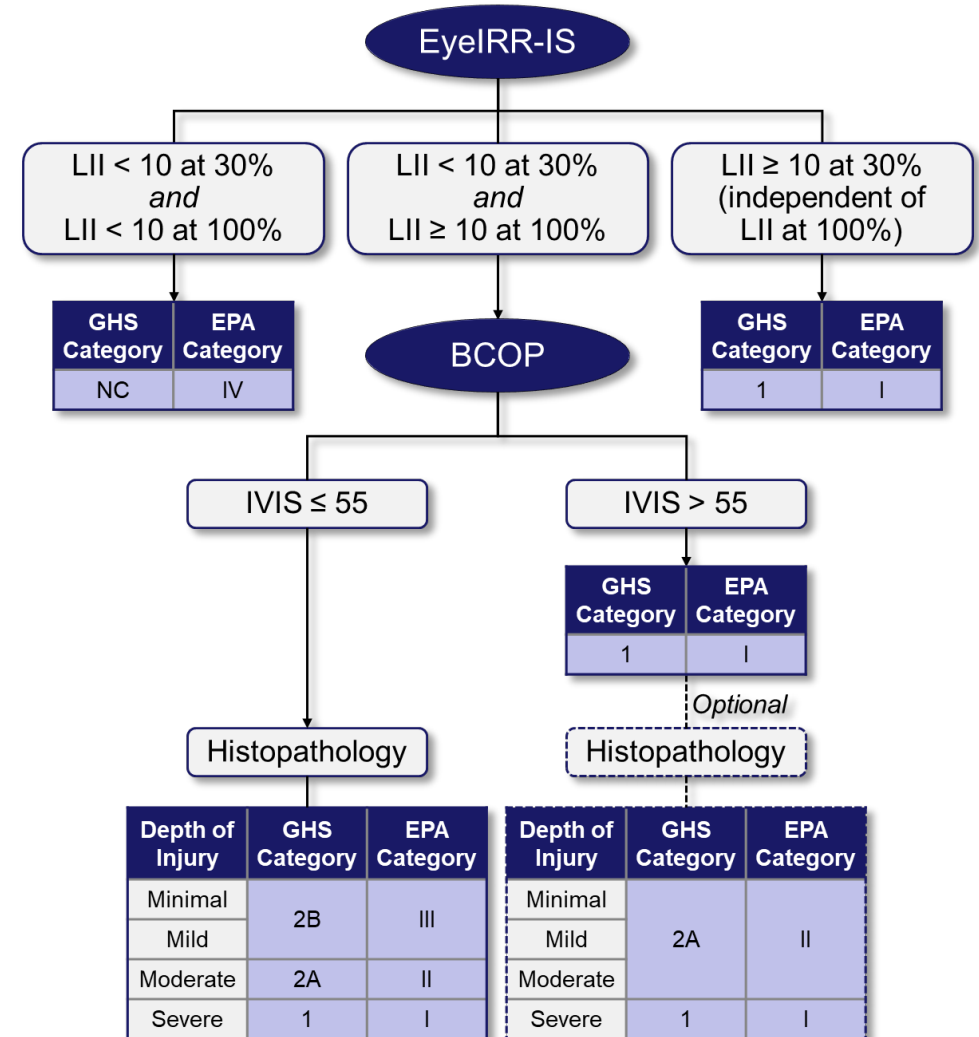 EyeIRR-IS
LII < 10 at 30%
and
LII < 10 at 100%
LII < 10 at 30%
and
LII ≥ 10 at 100%
LII ≥ 10 at 30%
(independent of
LII at 100%)
GHS Category EPA Category
NC IV
BCOP
GHS Category EPA Category
1 I
IVIS ≤ 55
IVIS > 55
GHS Category EPA Category
1 I
Optional
Histopathology
Histopathology
Depth of Injury GHS Category EPA Category
Minimal
2B III
Mild
Moderate 2A II
Severe 1 I
Depth of Injury GHS Category EPA Category
Minimal
Mild 2A II
Moderate
Severe 1 I